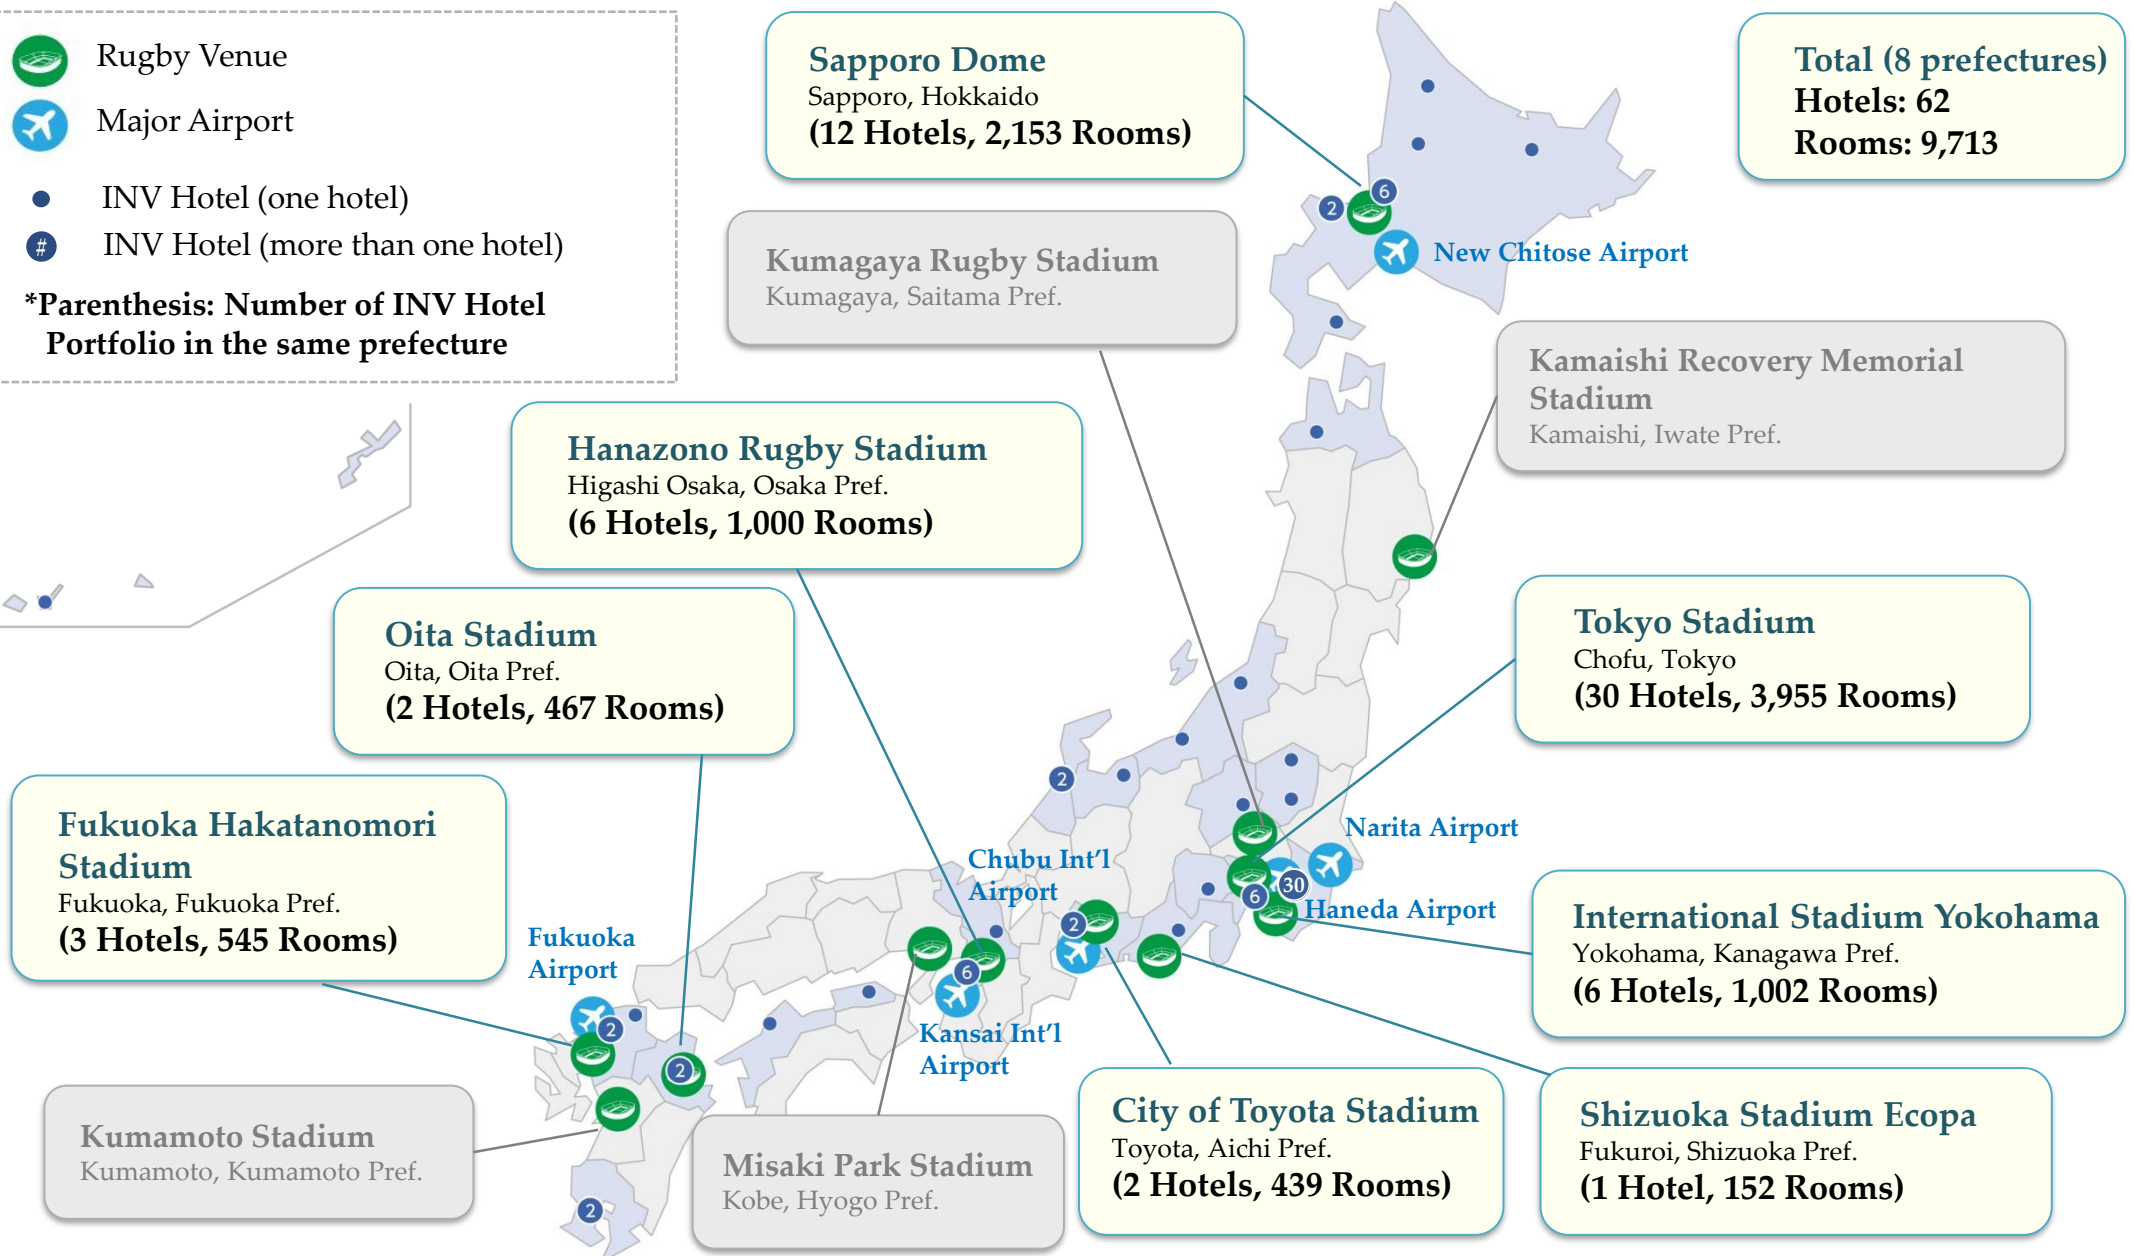 Rugby Venue
Major Airport
INV Hotel (one hotel)
#
INV Hotel (more than one hotel)
*Parenthesis: Number of INV Hotel
Portfolio in the same prefecture
Sapporo Dome
Sapporo, Hokkaido
(12 Hotels, 2,153 Rooms)
Total (8 prefectures)
Hotels: 62
Rooms: 9,713
6
2
New Chitose Airport
Kumagaya Rugby Stadium
Kumagaya, Saitama Pref.
Kamaishi Recovery Memorial
Stadium
Kamaishi, Iwate Pref.
Hanazono Rugby Stadium
Higashi Osaka, Osaka Pref.
(6 Hotels, 1,000 Rooms)
Oita Stadium
Oita, Oita Pref.
(2 Hotels, 467 Rooms)
Tokyo Stadium
Chofu, Tokyo
(30 Hotels, 3,955 Rooms)
2
Fukuoka Hakatanomori
Stadium
Fukuoka, Fukuoka Pref.
(3 Hotels, 545 Rooms)
Narita Airport
Chubu Int'l
Airport
30
6
Haneda Airport
2
International Stadium Yokohama
Yokohama, Kanagawa Pref.
(6 Hotels, 1,002 Rooms)
Fukuoka
Airport
6
Kansai Int'l
Airport
2
2
City of Toyota Stadium
Toyota, Aichi Pref.
(2 Hotels, 439 Rooms)
Shizuoka Stadium Ecopa
Fukuroi, Shizuoka Pref.
(1 Hotel, 152 Rooms)
Kumamoto Stadium
Kumamoto, Kumamoto Pref.
Misaki Park Stadium
Kobe, Hyogo Pref.
2